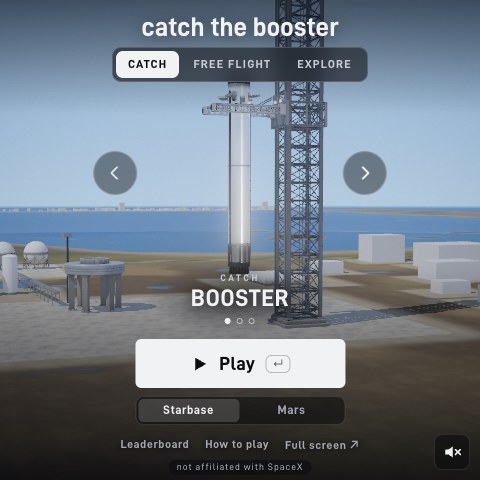 catch the booster
CATCH FREE FLIGHT EXPLORE
CATCH
BOOSTER
Play
Starbase Mars
Leaderboard How to play Full screen ↗
not affiliated with SpaceX